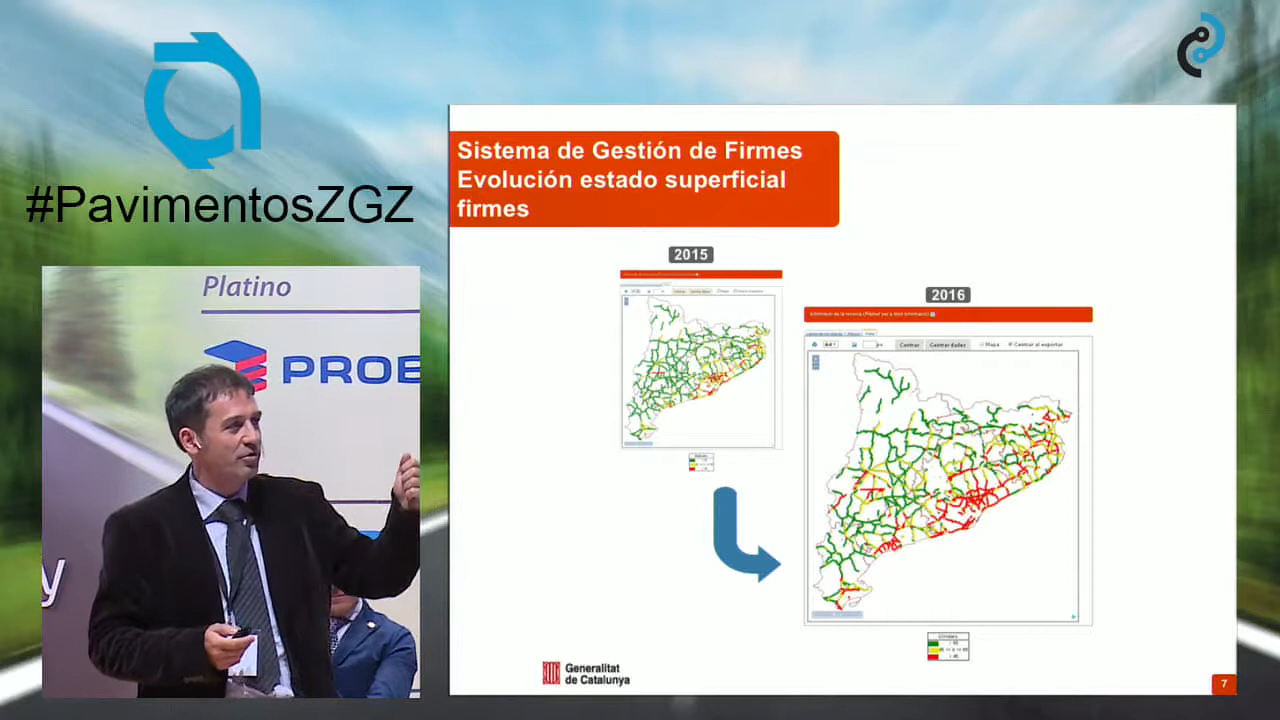 #PavimentosZGZ
Platino
PROE
y
Sistema de Gestión de Firmes
Evolución estado superficial
firmes
2015
2016
Centrar
Centrar dades
Mapa
Centrar al exportar
Generalitat
de Catalunya
7